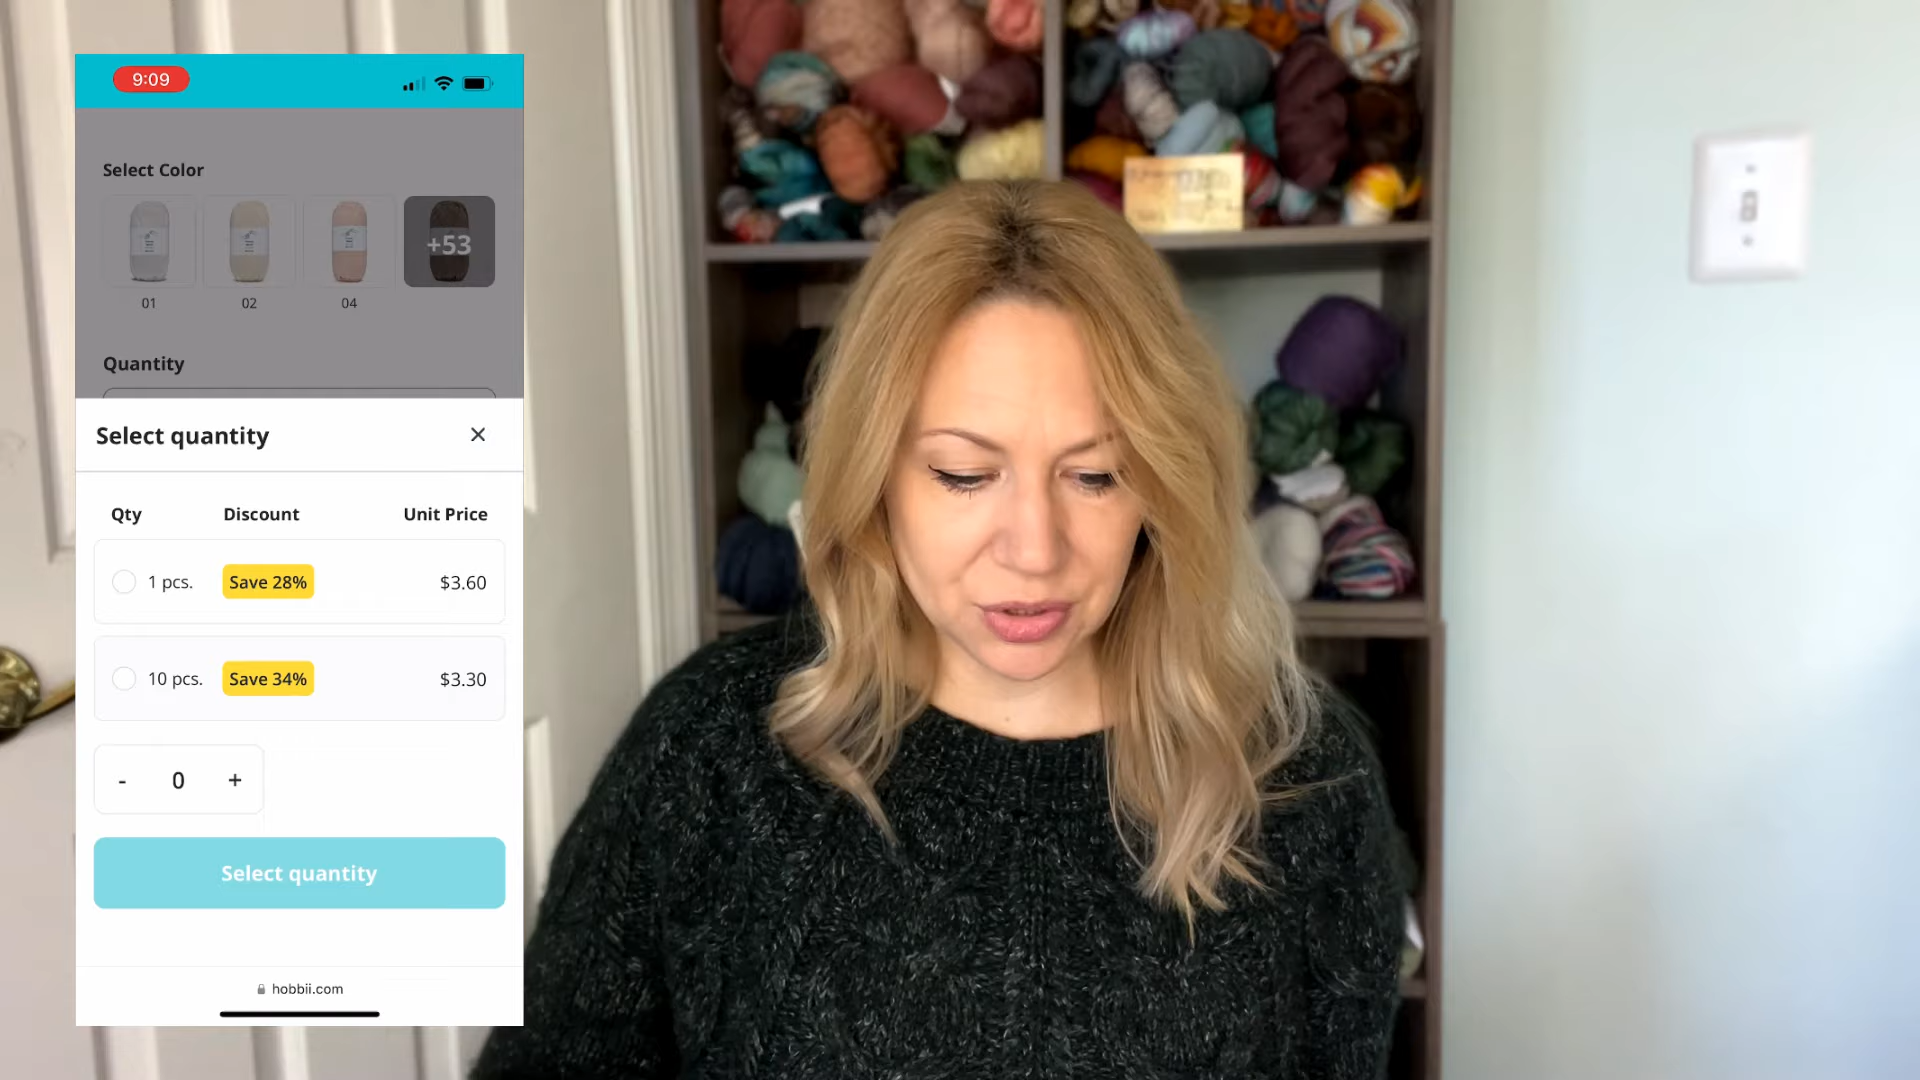 9:09
Select Color
+53
01 02 04
Quantity
Select quantity ×
Qty Discount Unit Price
1 pcs. Save 28% $3.60
10 pcs. Save 34% $3.30
- 0 +
Select quantity
hobbii.com